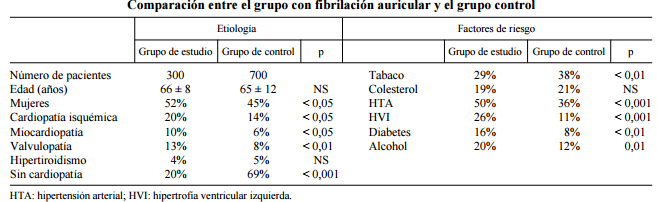 Comparación entre el grupo con fibrilación auricular y el grupo control
Etiología Factores de riesgo
Grupo de estudio Grupo de control p Grupo de estudio Grupo de control p
Número de pacientes 300 700 Tabaco 29% 38% < 0,01
Edad (años) 66 ± 8 65 ± 12 NS Colesterol 19% 21% NS
Mujeres 52% 45% < 0,05 HTA 50% 36% < 0,001
Cardiopatía isquémica 20% 14% < 0,05 HVI 26% 11% < 0,001
Miocardiopatía 10% 6% < 0,05 Diabetes 16% 8% < 0,01
Valvulopatía 13% 8% < 0,01 Alcohol 20% 12% 0,01
Hipertiroidismo 4% 5% NS
Sin cardiopatía 20% 69% < 0,001
HTA: hipertensión arterial; HVI: hipertrofia ventricular izquierda.